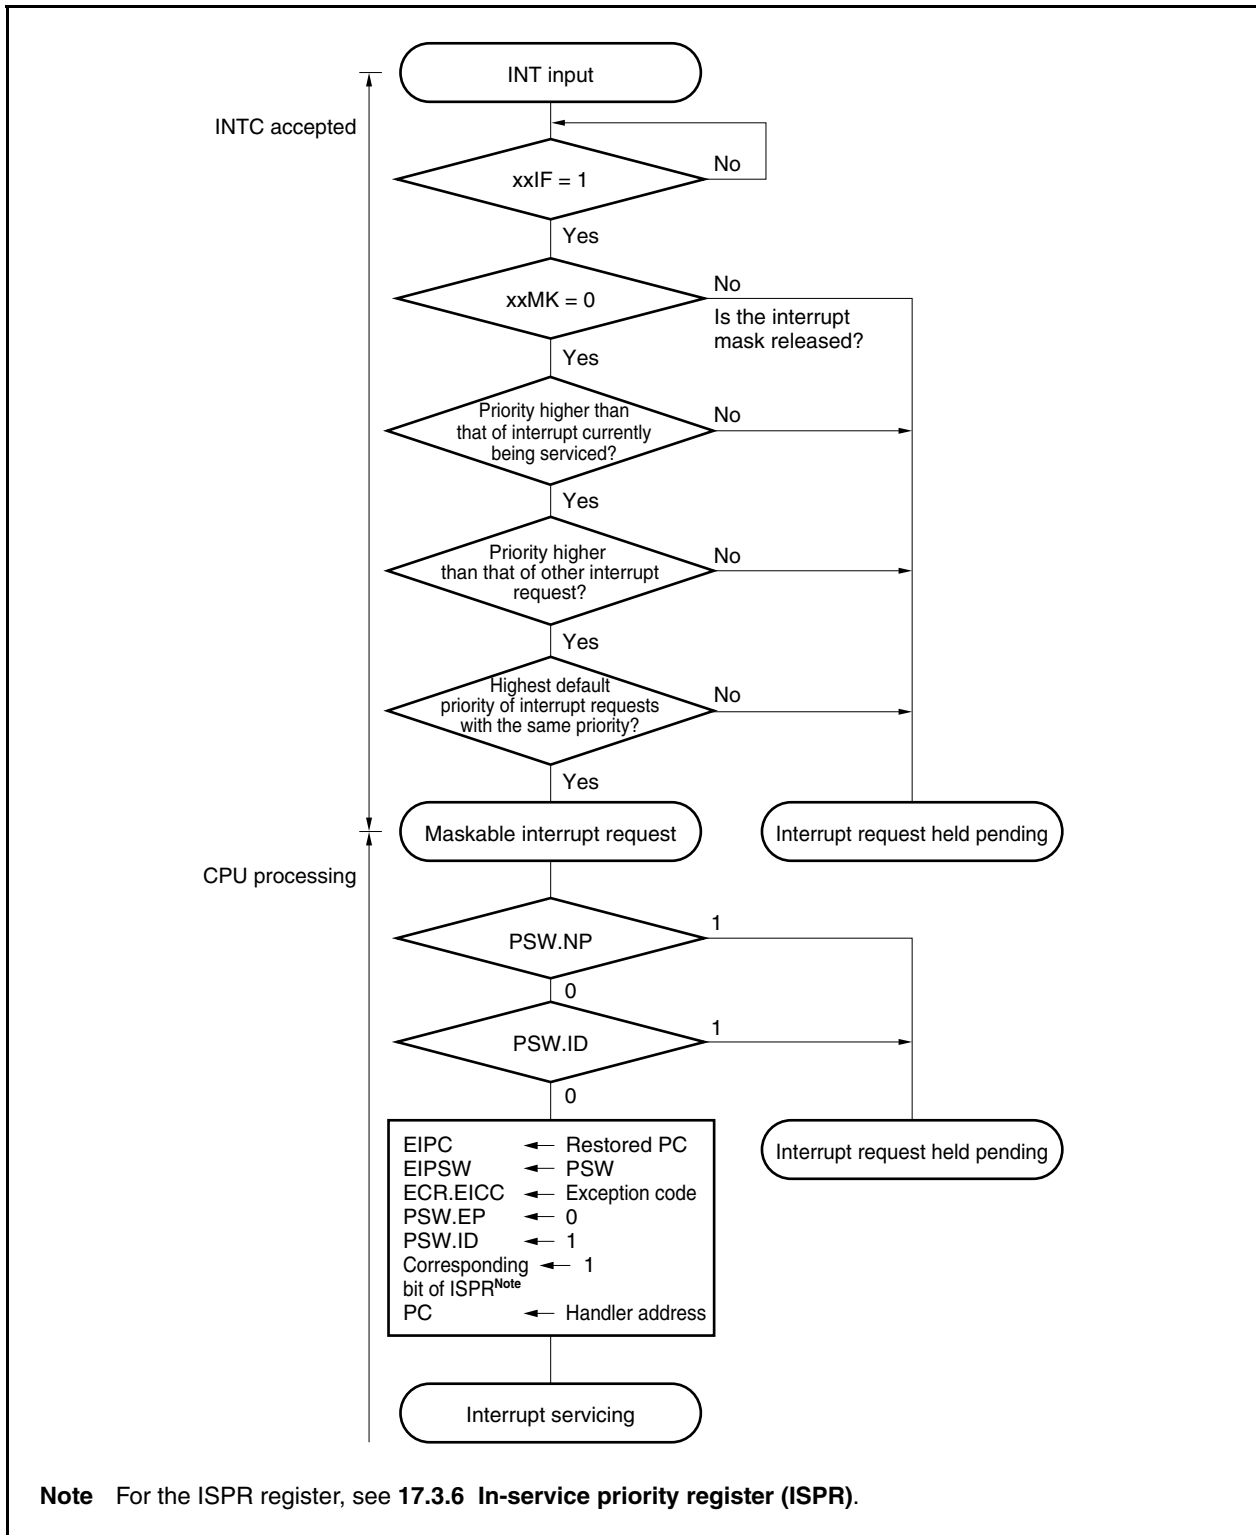 INT input
INTC accepted
No
xxIF = 1
Yes
No
xxMK = 0
Is the interrupt
mask released?
Yes
Priority higher than
that of interrupt currently
being serviced?
No
Yes
Priority higher
than that of other interrupt
request?
No
Yes
Highest default
priority of interrupt requests
with the same priority?
No
Yes
Maskable interrupt request
Interrupt request held pending
CPU processing
1
PSW.NP
0
1
PSW.ID
0
EIPC ← Restored PC
EIPSW ← PSW
ECR.EICC ← Exception code
PSW.EP ← 0
PSW.ID ← 1
Corresponding ← 1
bit of ISPRNote
PC ← Handler address
Interrupt request held pending
Interrupt servicing
Note For the ISPR register, see 17.3.6 In-service priority register (ISPR).